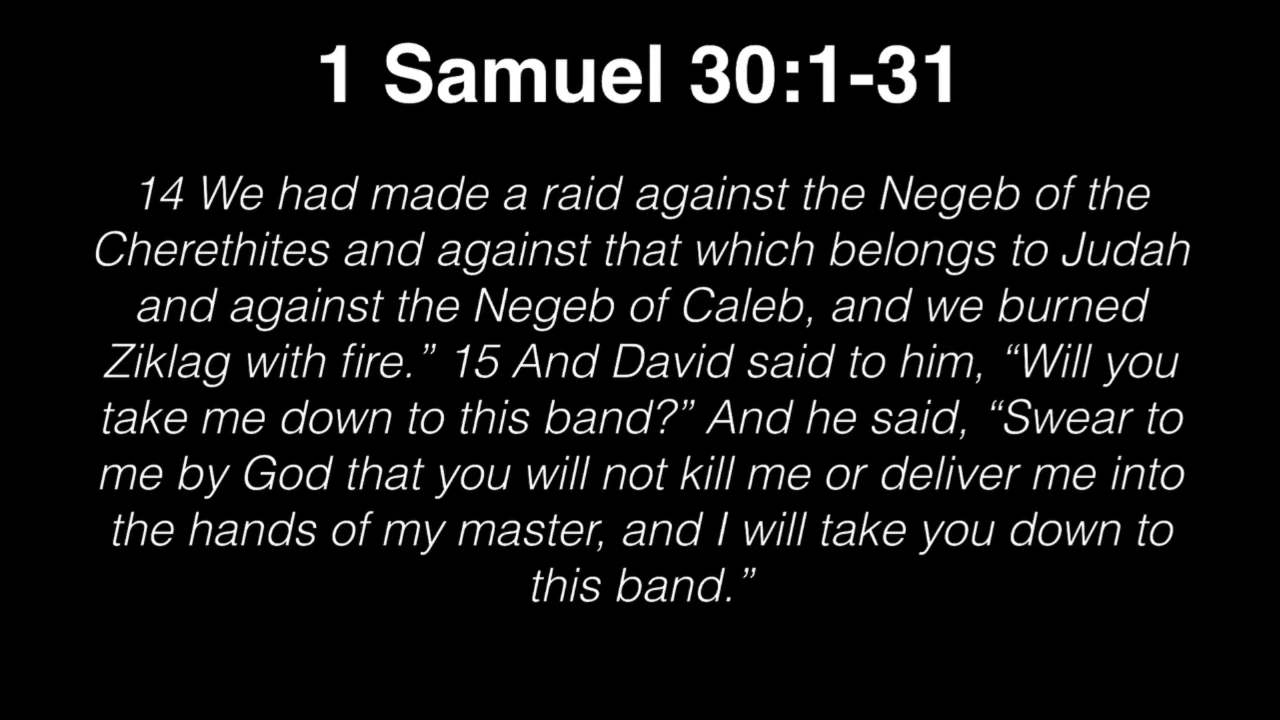 1 Samuel 30:1-31
14 We had made a raid against the Negeb of the
Cherethites and against that which belongs to Judah
and against the Negeb of Caleb, and we burned
Ziklag with fire.” 15 And David said to him, “Will you
take me down to this band?” And he said, “Swear to
me by God that you will not kill me or deliver me into
the hands of my master, and I will take you down to
this band.”